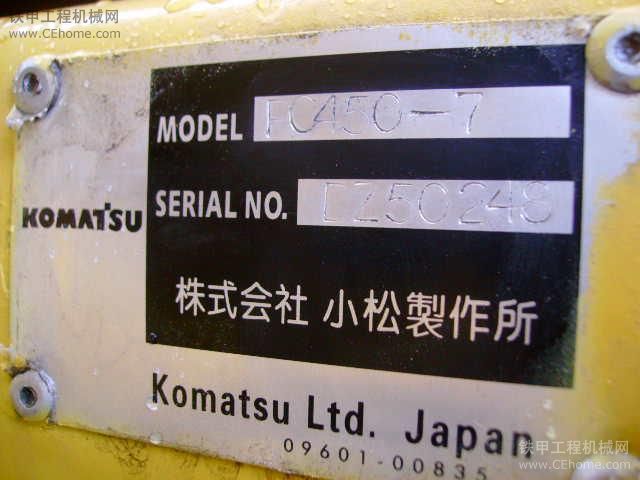 铁甲工程机械网
www.CEhome.com
MODEL PC450-7
KOMATSU
SERIAL NO. DZ50248
株式会社 小松製作所
Komatsu Ltd. Japan
09601-00835
铁甲工程机械网
www.CEhome.com